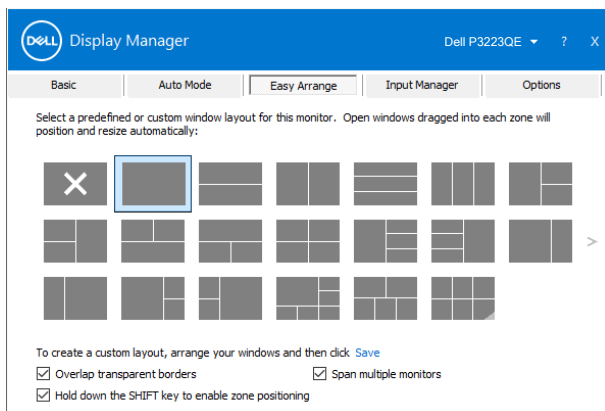 DELL Display Manager Dell P3223QE ? X
Basic Auto Mode Easy Arrange Input Manager Options
Select a predefined or custom window layout for this monitor. Open windows dragged into each zone will
position and resize automatically:
>
To create a custom layout, arrange your windows and then click Save
Overlap transparent borders Span multiple monitors
Hold down the SHIFT key to enable zone positioning